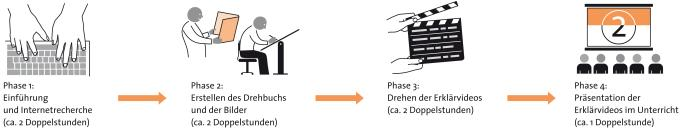 2
Phase 1:
Einführung
und Internetrecherche
(ca. 2 Doppelstunden)
Phase 2:
Erstellen des Drehbuchs
und der Bilder
(ca. 2 Doppelstunden)
Phase 3:
Drehen der Erklärvideos
(ca. 2 Doppelstunden)
Phase 4:
Präsentation der
Erklärvideos im Unterricht
(ca. 1 Doppelstunde)